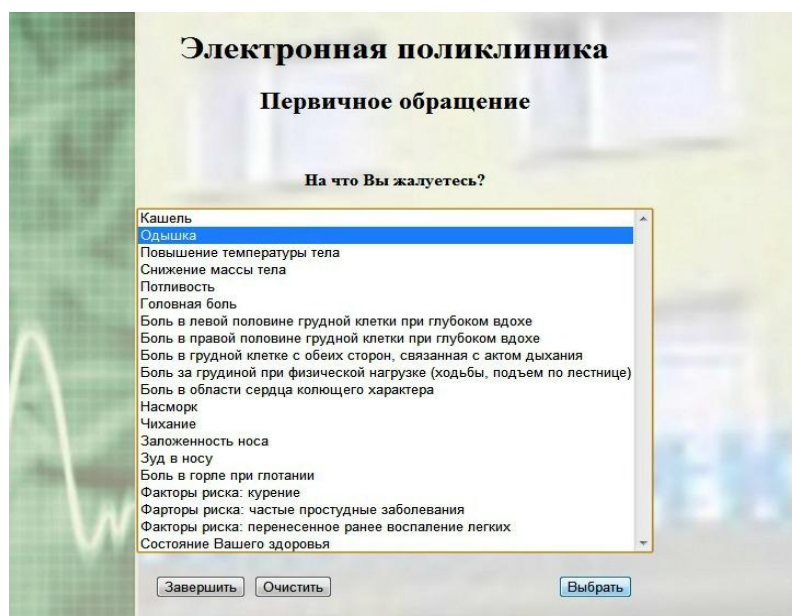 Электронная поликлиника
Первичное обращение
На что Вы жалуетесь?
Кашель
Одышка
Повышение температуры тела
Снижение массы тела
Потливость
Головная боль
Боль в левой половине грудной клетки при глубоком вдохе
Боль в правой половине грудной клетки при глубоком вдохе
Боль в грудной клетке с обеих сторон, связанная с актом дыхания
Боль за грудиной при физической нагрузке (ходьбы, подъем по лестнице)
Боль в области сердца колющего характера
Насморк
Чихание
Заложенность носа
Зуд в носу
Боль в горле при глотании
Факторы риска: курение
Фарторы риска: частые простудные заболевания
Факторы риска: перенесенное ранее воспаление легких
Состояние Вашего здоровья
Завершить Очистить Выбрать